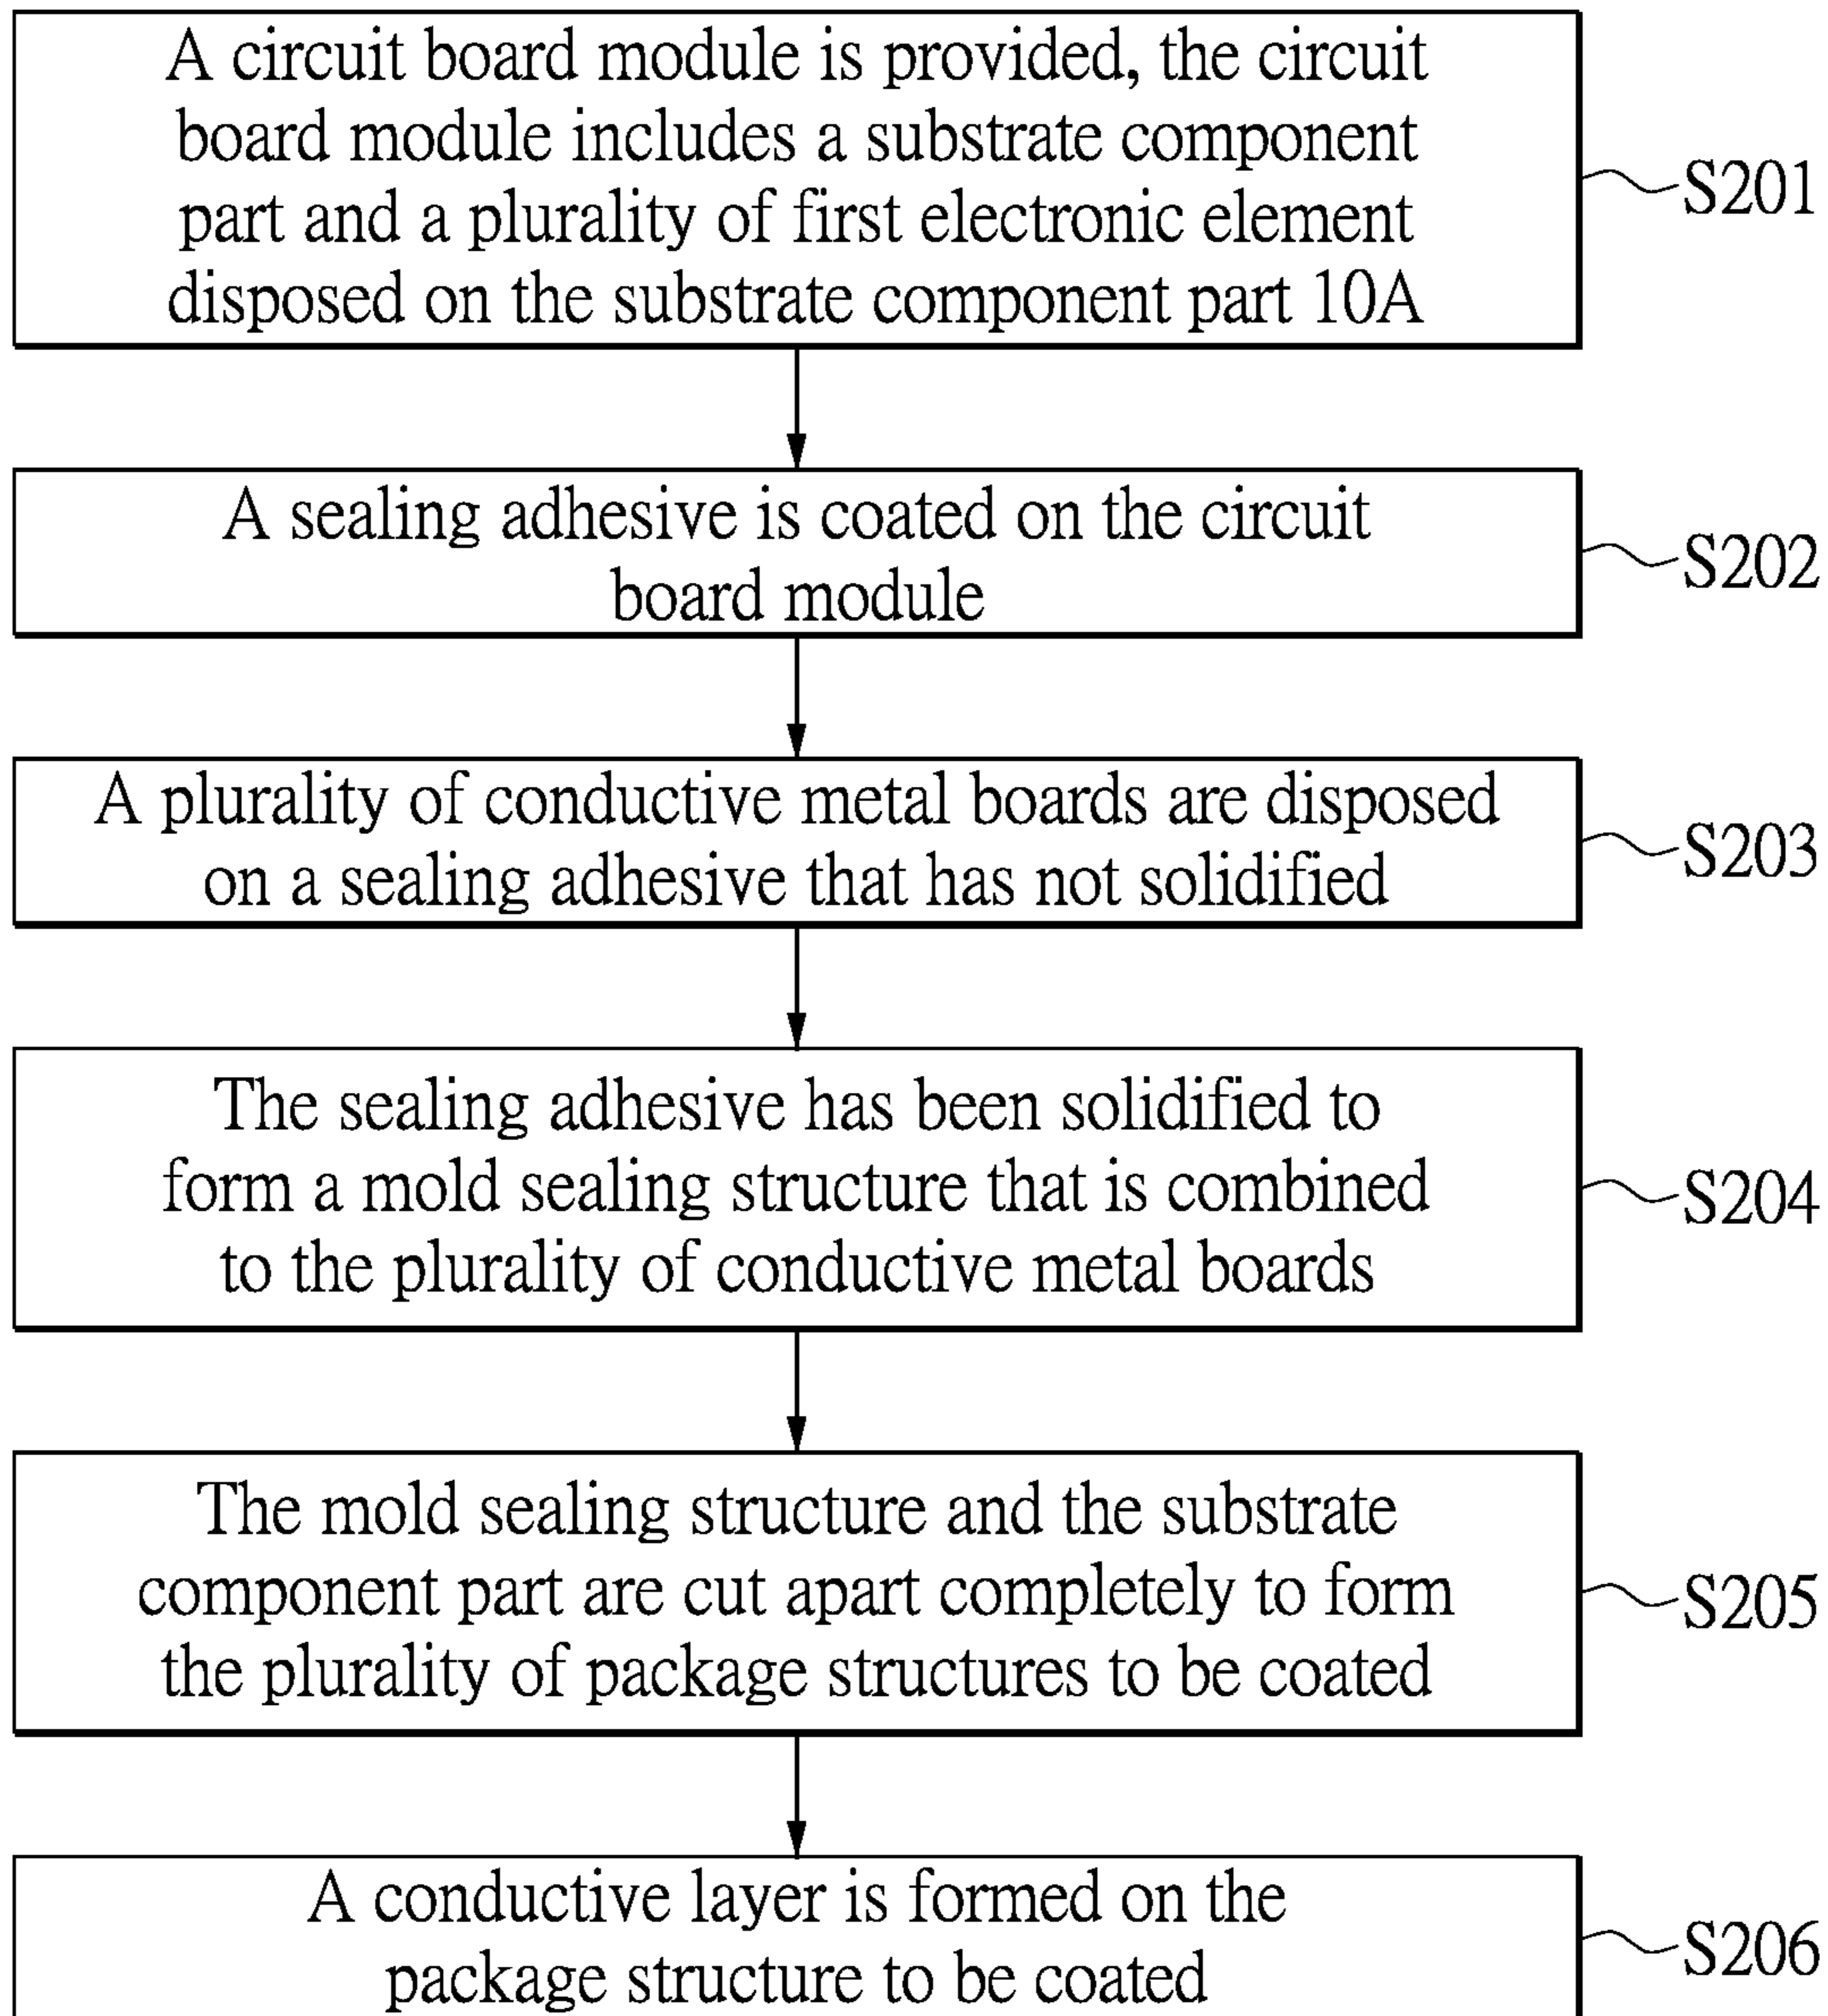 A circuit board module is provided, the circuit
board module includes a substrate component
part and a plurality of first electronic element
disposed on the substrate component part 10A
S201
A sealing adhesive is coated on the circuit
board module
S202
A plurality of conductive metal boards are disposed
on a sealing adhesive that has not solidified
S203
The sealing adhesive has been solidified to
form a mold sealing structure that is combined
to the plurality of conductive metal boards
S204
The mold sealing structure and the substrate
component part are cut apart completely to form
the plurality of package structures to be coated
S205
A conductive layer is formed on the
package structure to be coated
S206